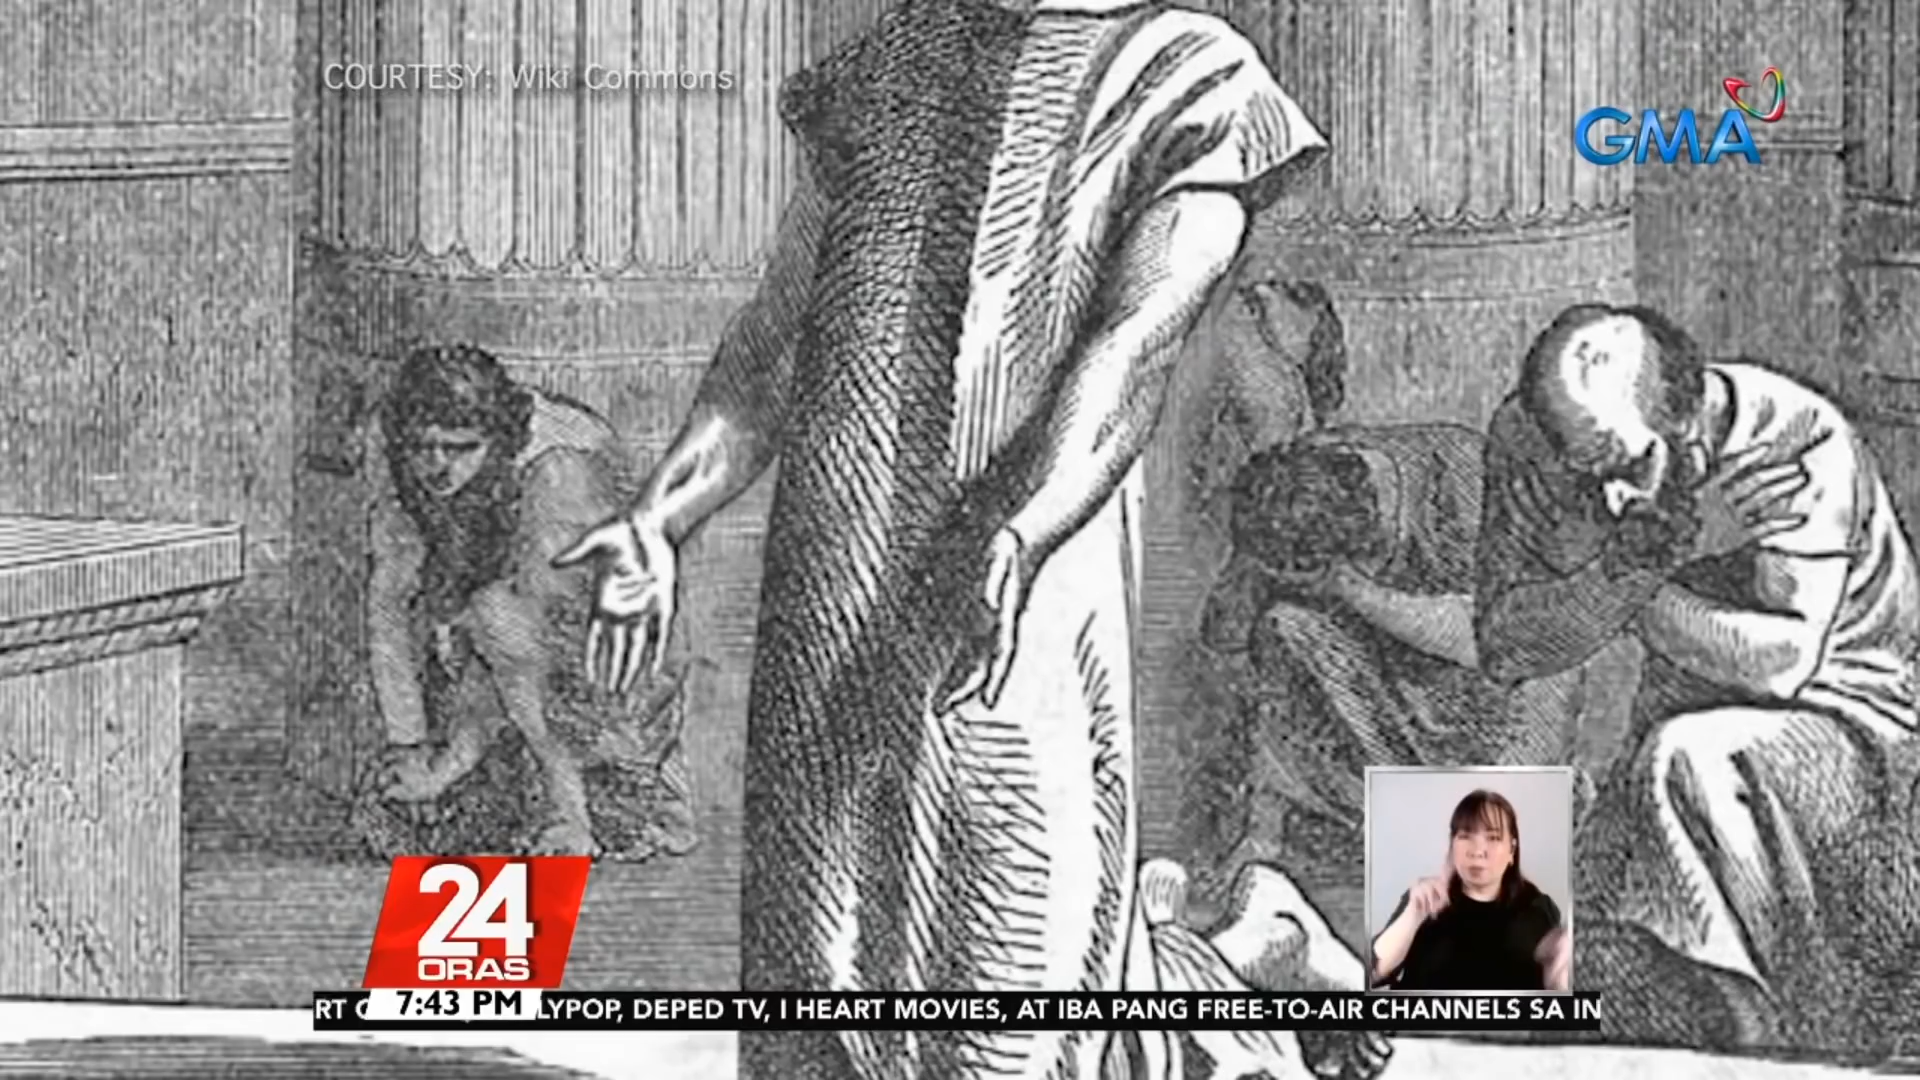 COURTESY: Wiki Commons
GMA
24
ORAS
7:43 PM
RT LYPOP, DEPED TV, I HEART MOVIES, AT IBA PANG FREE-TO-AIR CHANNELS SA IN